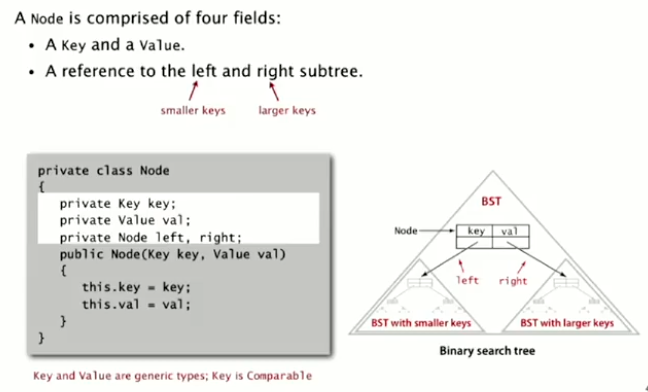 A Node is comprised of four fields:
• A Key and a Value.
• A reference to the left and right subtree.
smaller keys
larger keys
private class Node
{
private Key key;
private Value val;
private Node left, right;
public Node(Key key, Value val)
{
this.key = key;
this.val = val;
}
}
Key and Value are generic types; Key is Comparable
BST
Node
key
val
left
right
BST with smaller keys
BST with larger keys
Binary search tree